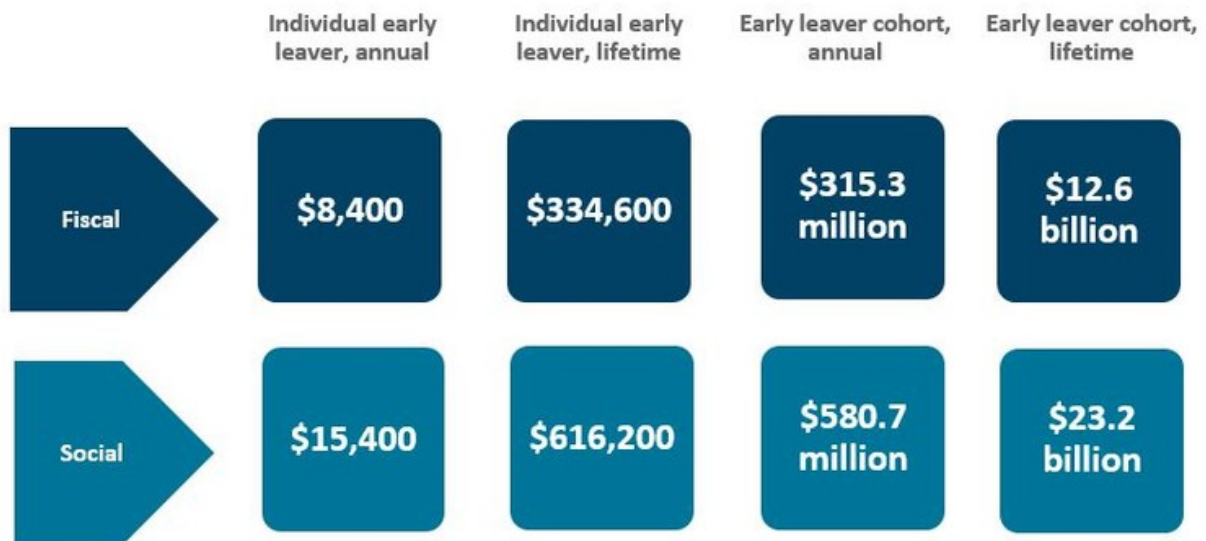 Individual early
leaver, annual
Individual early
leaver, lifetime
Early leaver cohort,
annual
Early leaver cohort,
lifetime
Fiscal
$8,400
$334,600
$315.3
million
$12.6
billion
Social
$15,400
$616,200
$580.7
million
$23.2
billion